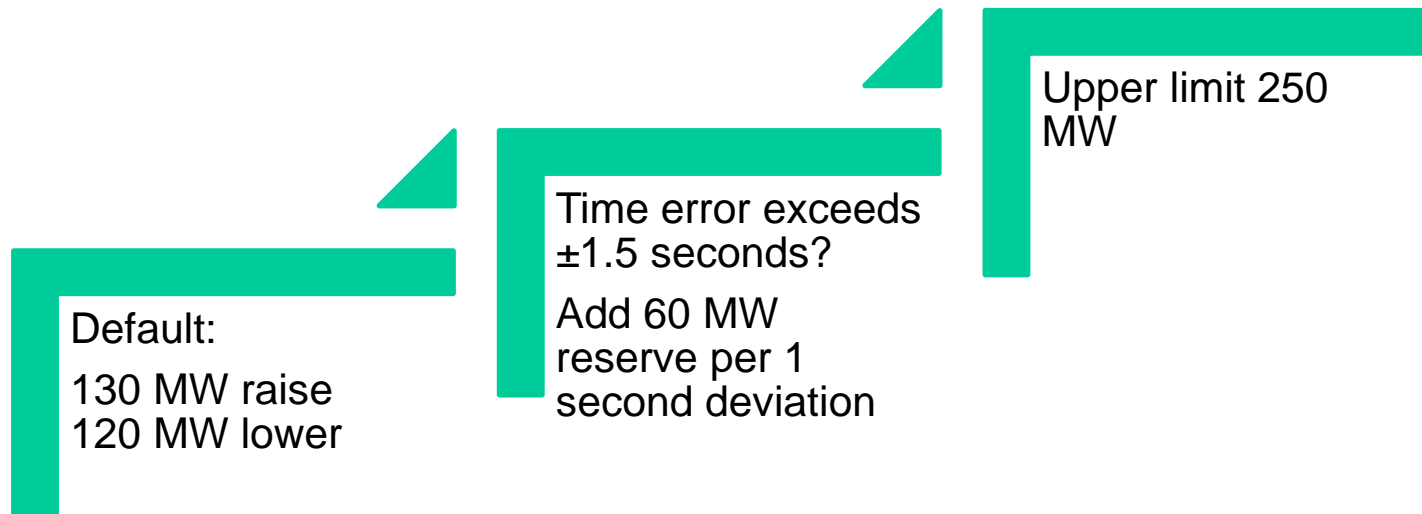 Default:
130 MW raise
120 MW lower
Time error exceeds
±1.5 seconds?
Add 60 MW
reserve per 1
second deviation
Upper limit 250
MW